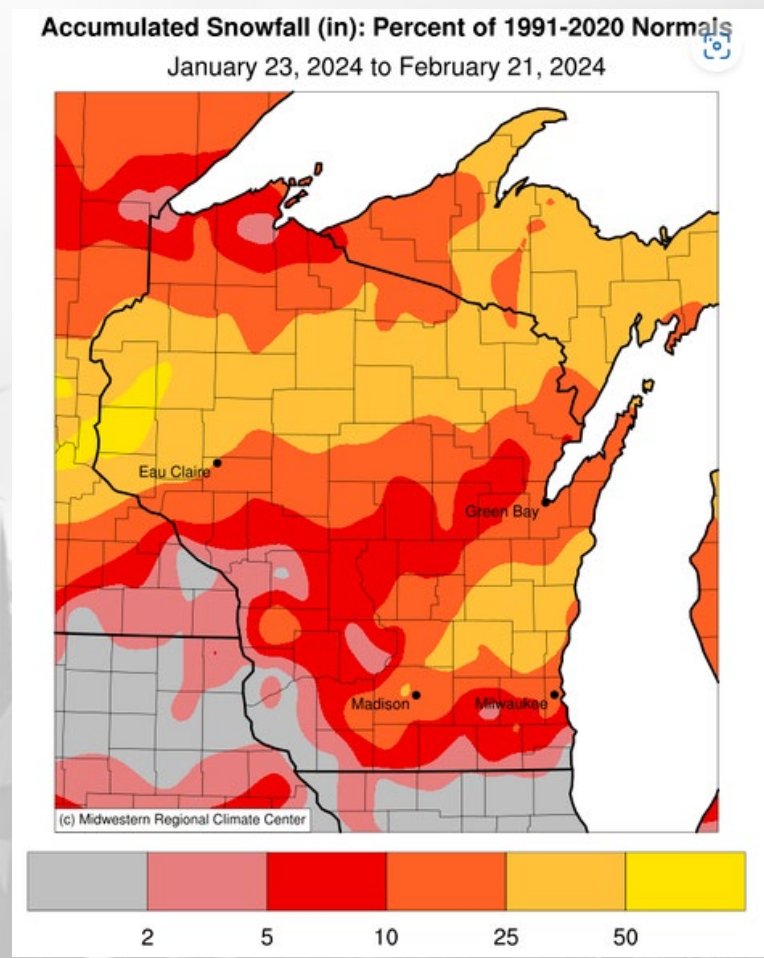 Accumulated Snowfall (in): Percent of 1991-2020 Normals
January 23, 2024 to February 21, 2024
Eau Claire
Green Bay
Madison
Milwaukee
(c) Midwestern Regional Climate Center
2 5 10 25 50